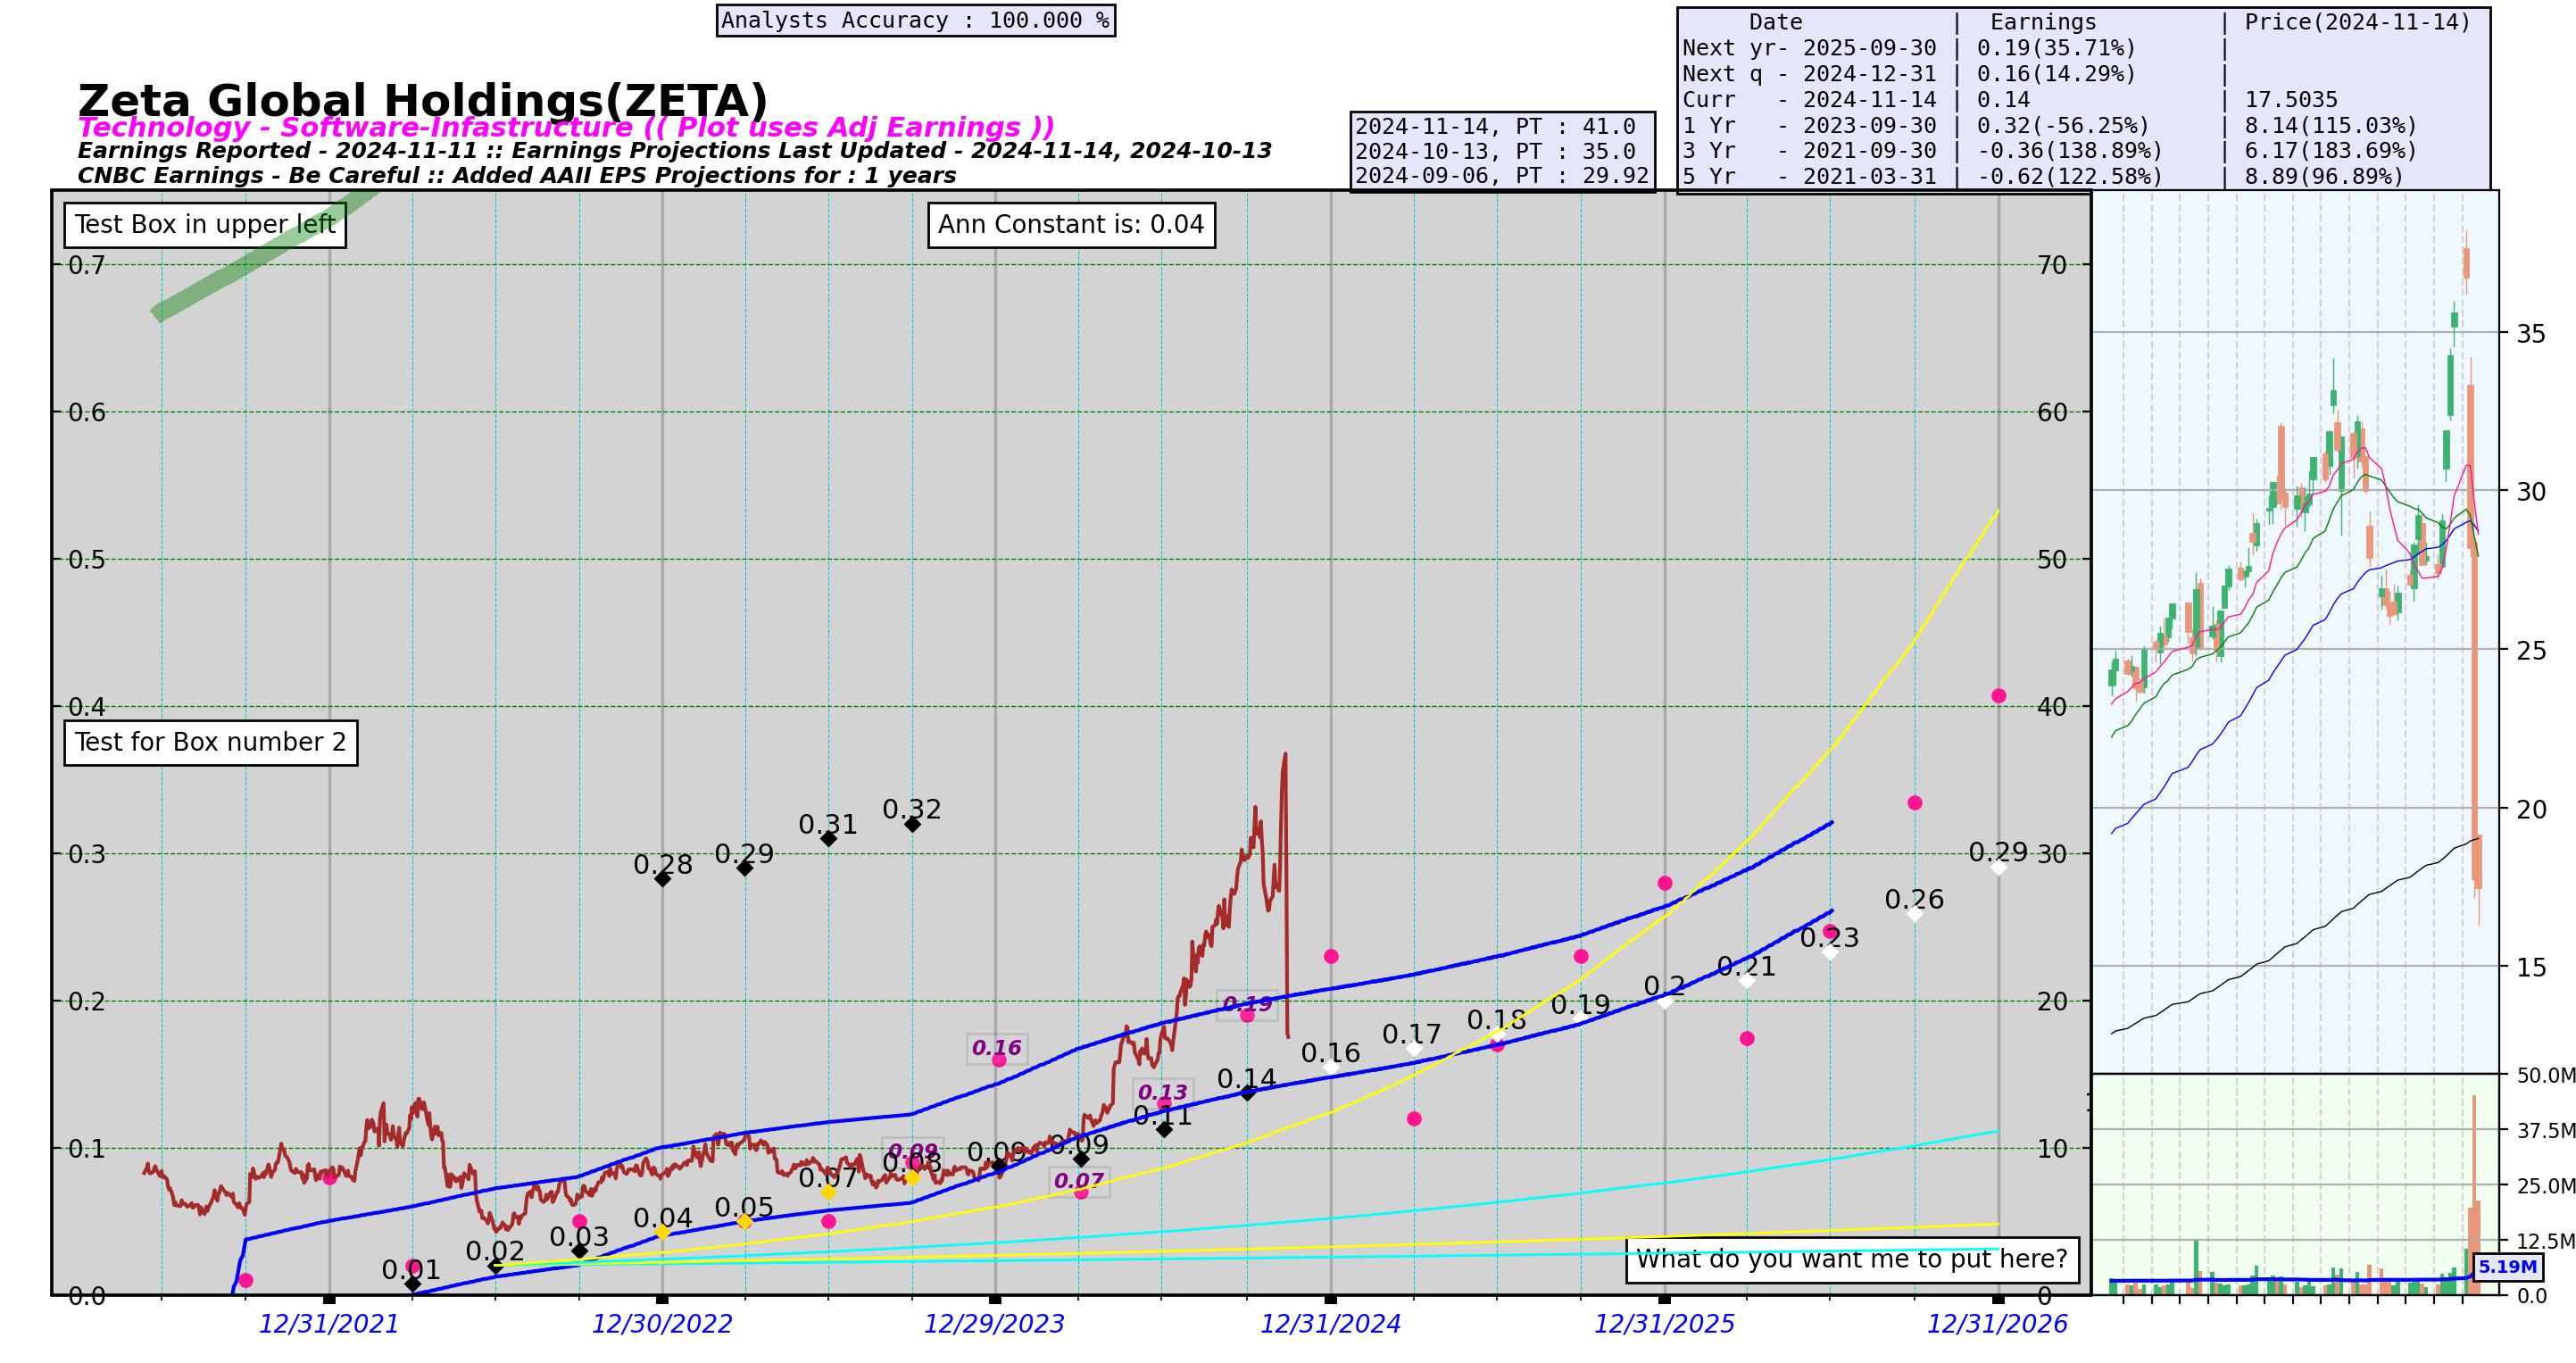 Analysts Accuracy : 100.000 %
Date | Earnings | Price(2024-11-14)
Next yr- 2025-09-30 | 0.19(35.71%) |
Next q - 2024-12-31 | 0.16(14.29%) |
Curr - 2024-11-14 | 0.14 | 17.5035
1 Yr - 2023-09-30 | 0.32(-56.25%) | 8.14(115.03%)
3 Yr - 2021-09-30 | -0.36(138.89%) | 6.17(183.69%)
5 Yr - 2021-03-31 | -0.62(122.58%) | 8.89(96.89%)
Zeta Global Holdings(ZETA)
Technology - Software-Infastructure (( Plot uses Adj Earnings ))
Earnings Reported - 2024-11-11 :: Earnings Projections Last Updated - 2024-11-14, 2024-10-13
CNBC Earnings - Be Careful :: Added AAII EPS Projections for : 1 years
2024-11-14, PT : 41.0
2024-10-13, PT : 35.0
2024-09-06, PT : 29.92
Test Box in upper left
Ann Constant is: 0.04
Test for Box number 2
What do you want me to put here?
0.7
0.6
0.5
0.4
0.3
0.2
0.1
0.0
70
60
50
40
30
20
10
0
0.28
0.29
0.31
0.32
0.01
0.02
0.03
0.04
0.05
0.07
0.08
0.09
0.09
0.11
0.14
0.16
0.17
0.18
0.19
0.2
0.21
0.23
0.26
0.29
0.09
0.16
0.07
0.13
0.19
12/31/2021
12/30/2022
12/29/2023
12/31/2024
12/31/2025
12/31/2026
35
30
25
20
15
50.0M
37.5M
25.0M
12.5M
5.19M
0.0